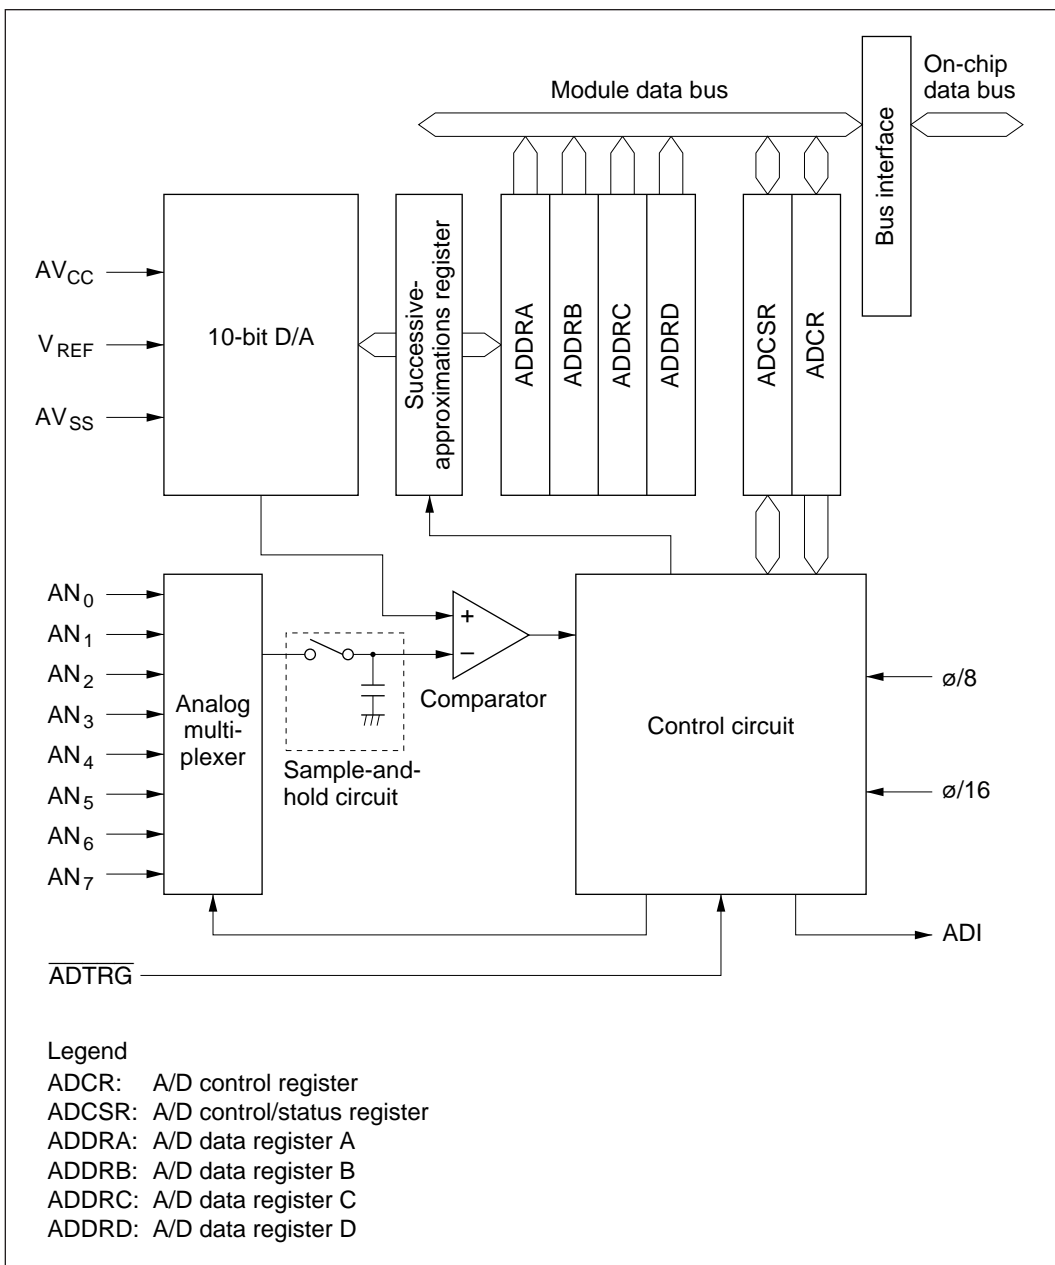 Module data bus
On-chip
data bus
Bus interface
AVCC
VREF
AVSS
10-bit D/A
Successive-
approximations register
ADDRA
ADDRB
ADDRC
ADDRD
ADCSR
ADCR
AN0
AN1
AN2
AN3
AN4
AN5
AN6
AN7
Analog
multi-
plexer
+
−
Comparator
Sample-and-
hold circuit
Control circuit
ø/8
ø/16
ADI
ADTRG
Legend
ADCR: A/D control register
ADCSR: A/D control/status register
ADDRA: A/D data register A
ADDRB: A/D data register B
ADDRC: A/D data register C
ADDRD: A/D data register D